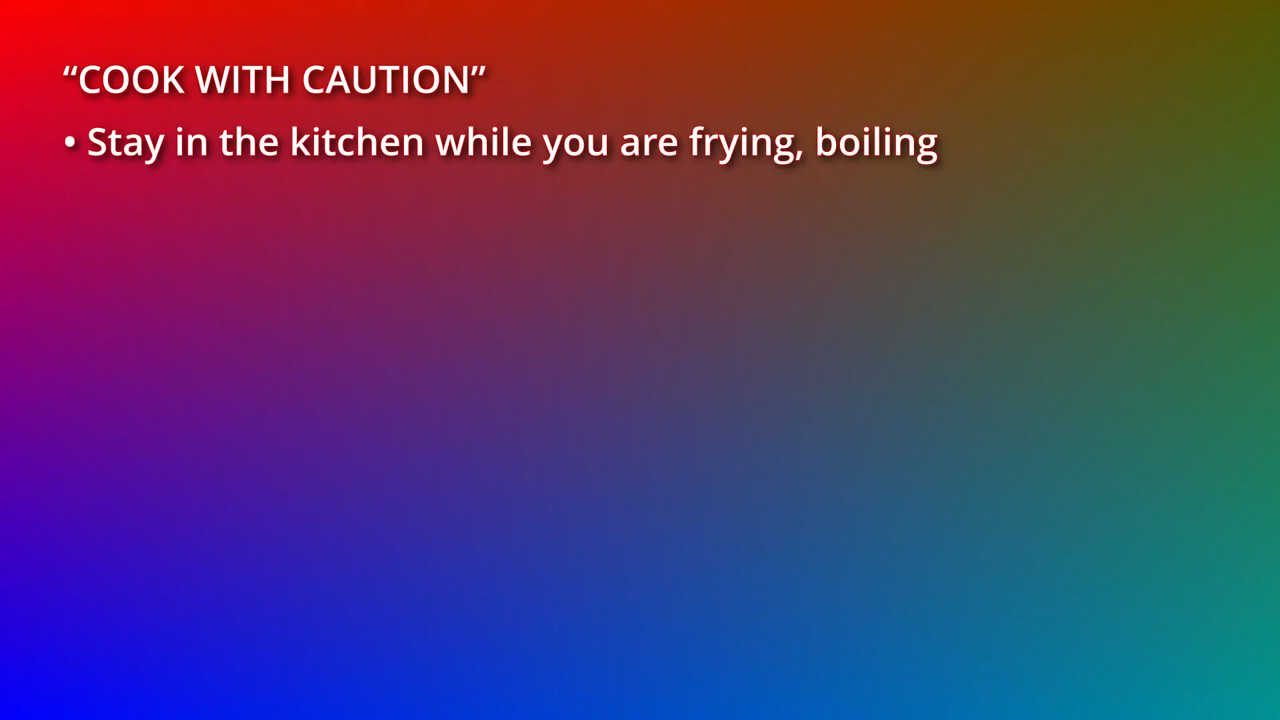 “COOK WITH CAUTION”
• Stay in the kitchen while you are frying, boiling